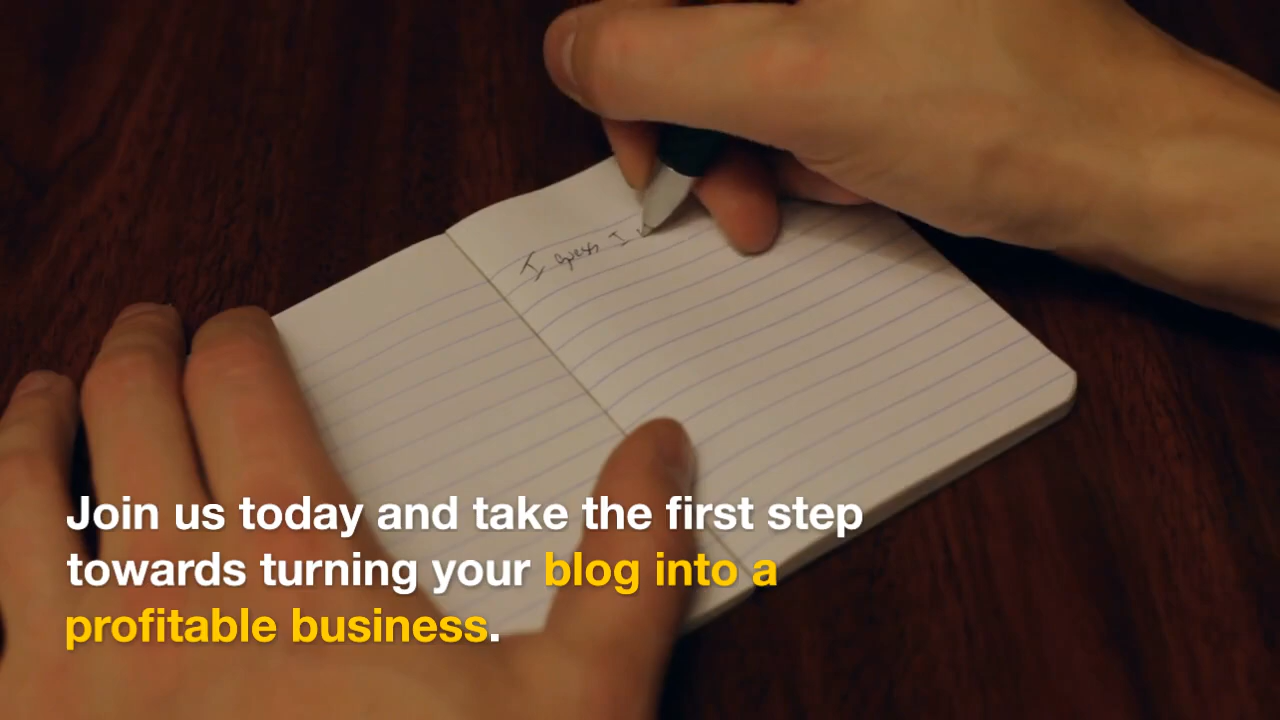 I guess I
Join us today and take the first step
towards turning your blog into a
profitable business.